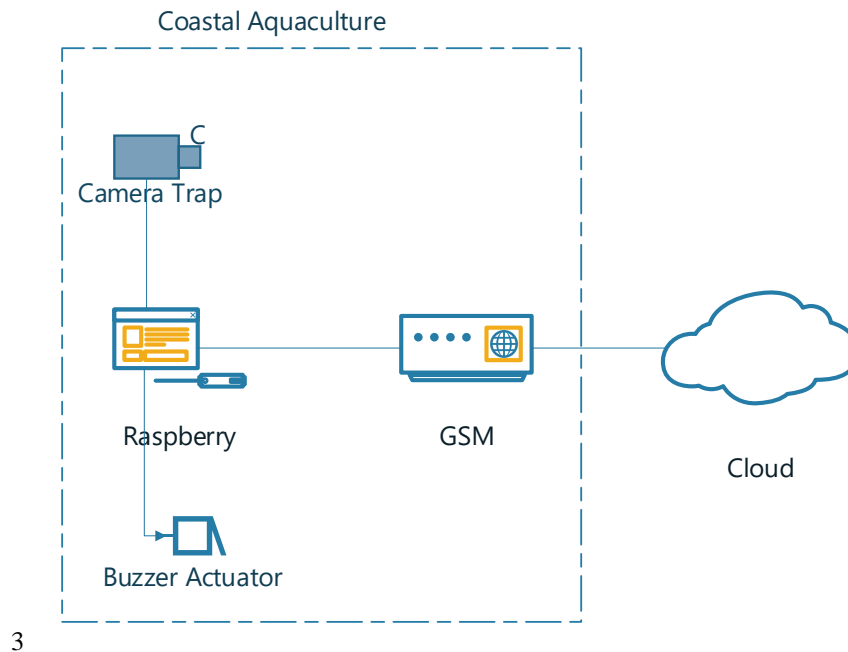 Coastal Aquaculture
C
Camera Trap
Raspberry
GSM
Cloud
Buzzer Actuator
3